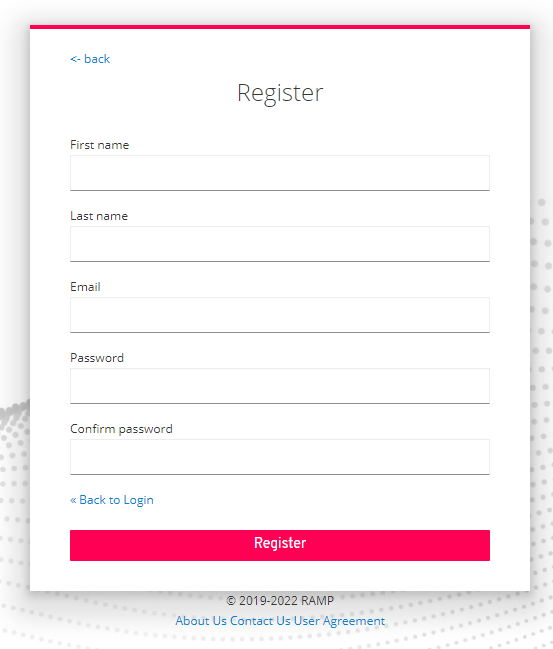 <- back
Register
First name
Last name
Email
Password
Confirm password
« Back to Login
Register
© 2019-2022 RAMP
About Us Contact Us User Agreement